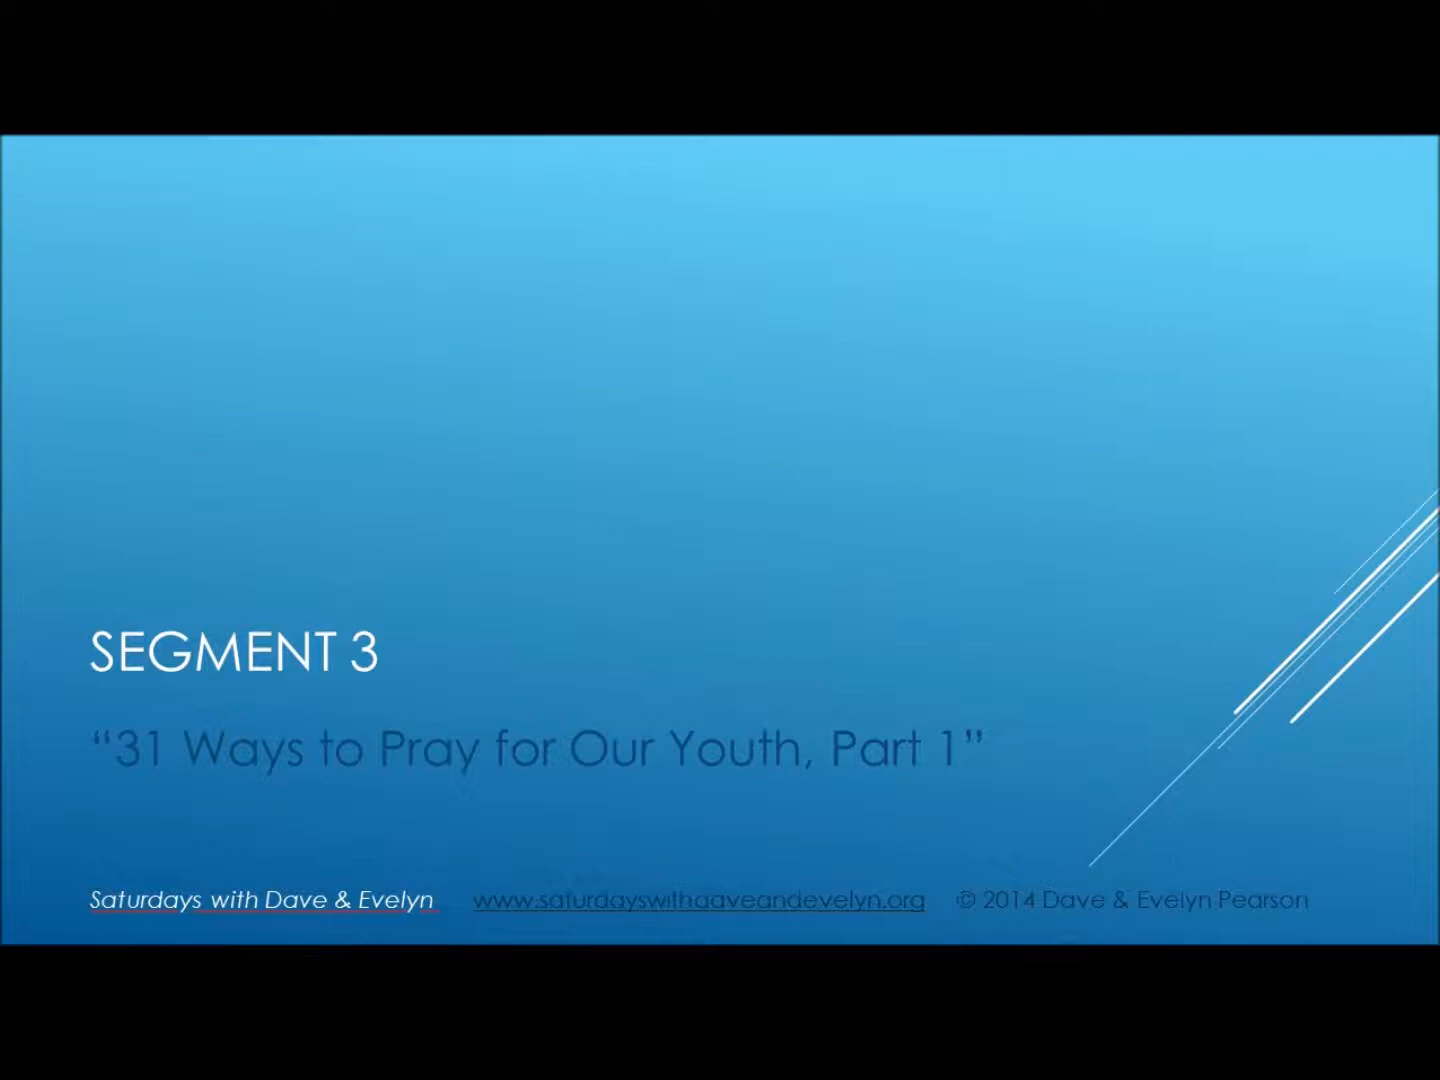 SEGMENT 3
“31 Ways to Pray for Our Youth, Part 1”
Saturdays with Dave & Evelyn www.saturdayswithdaveandevelyn.org © 2014 Dave & Evelyn Pearson